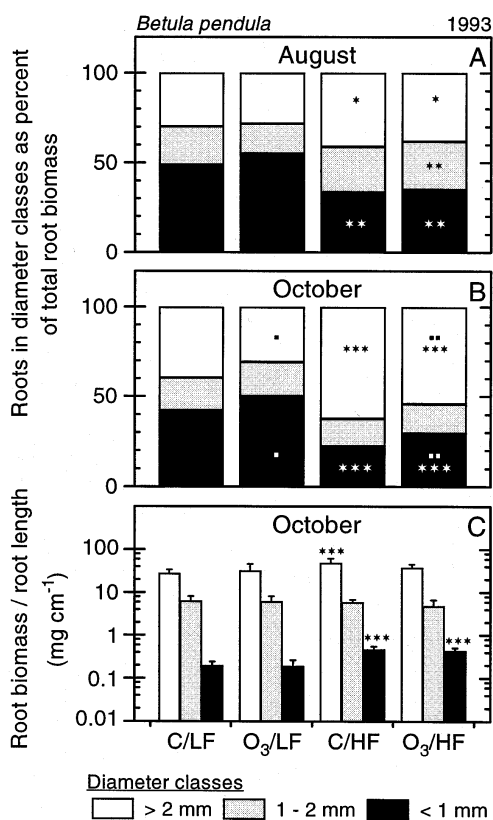 Betula pendula 1993
Roots in diameter classes as percent
of total root biomass
August A
100
50
0
** **
* *
**
October B
100
50
0
▪ *** ▪▪
***
▪ *** ▪▪
***
Root biomass / root length
(mg cm⁻¹)
October C
100
10
1
0.1
0.01
***
*** ***
C/LF O₃/LF C/HF O₃/HF
Diameter classes
> 2 mm 1 - 2 mm < 1 mm